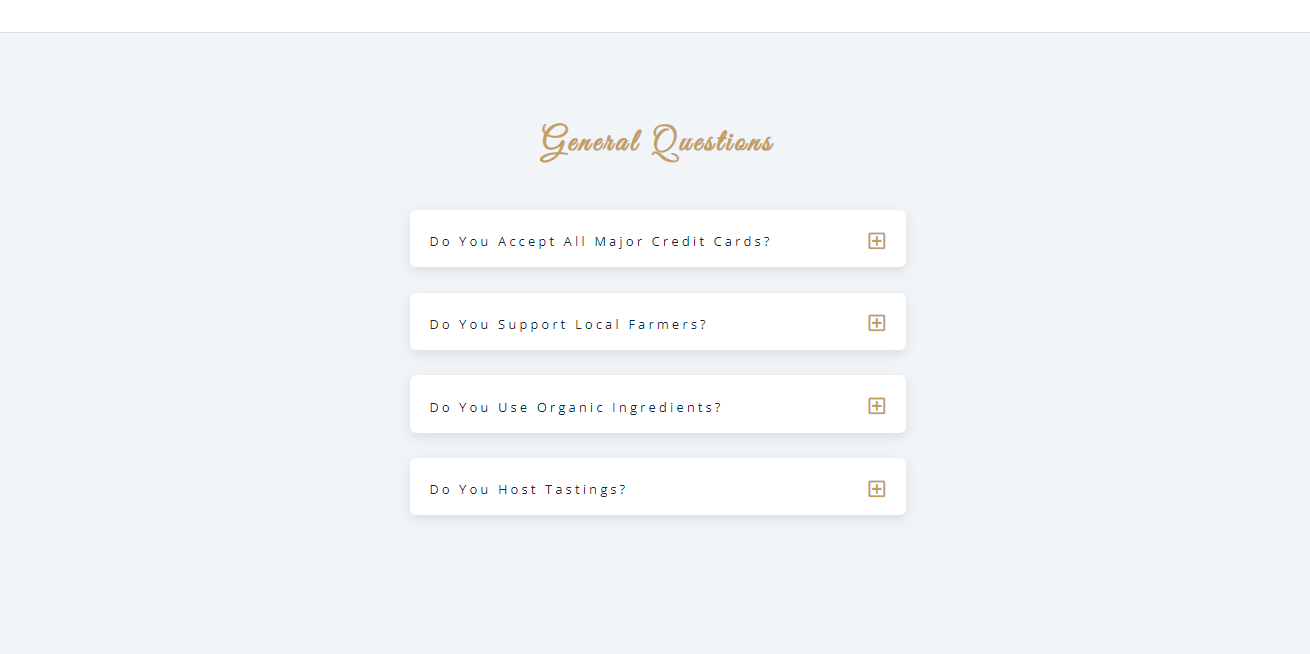 General Questions
Do You Accept All Major Credit Cards?
Do You Support Local Farmers?
Do You Use Organic Ingredients?
Do You Host Tastings?